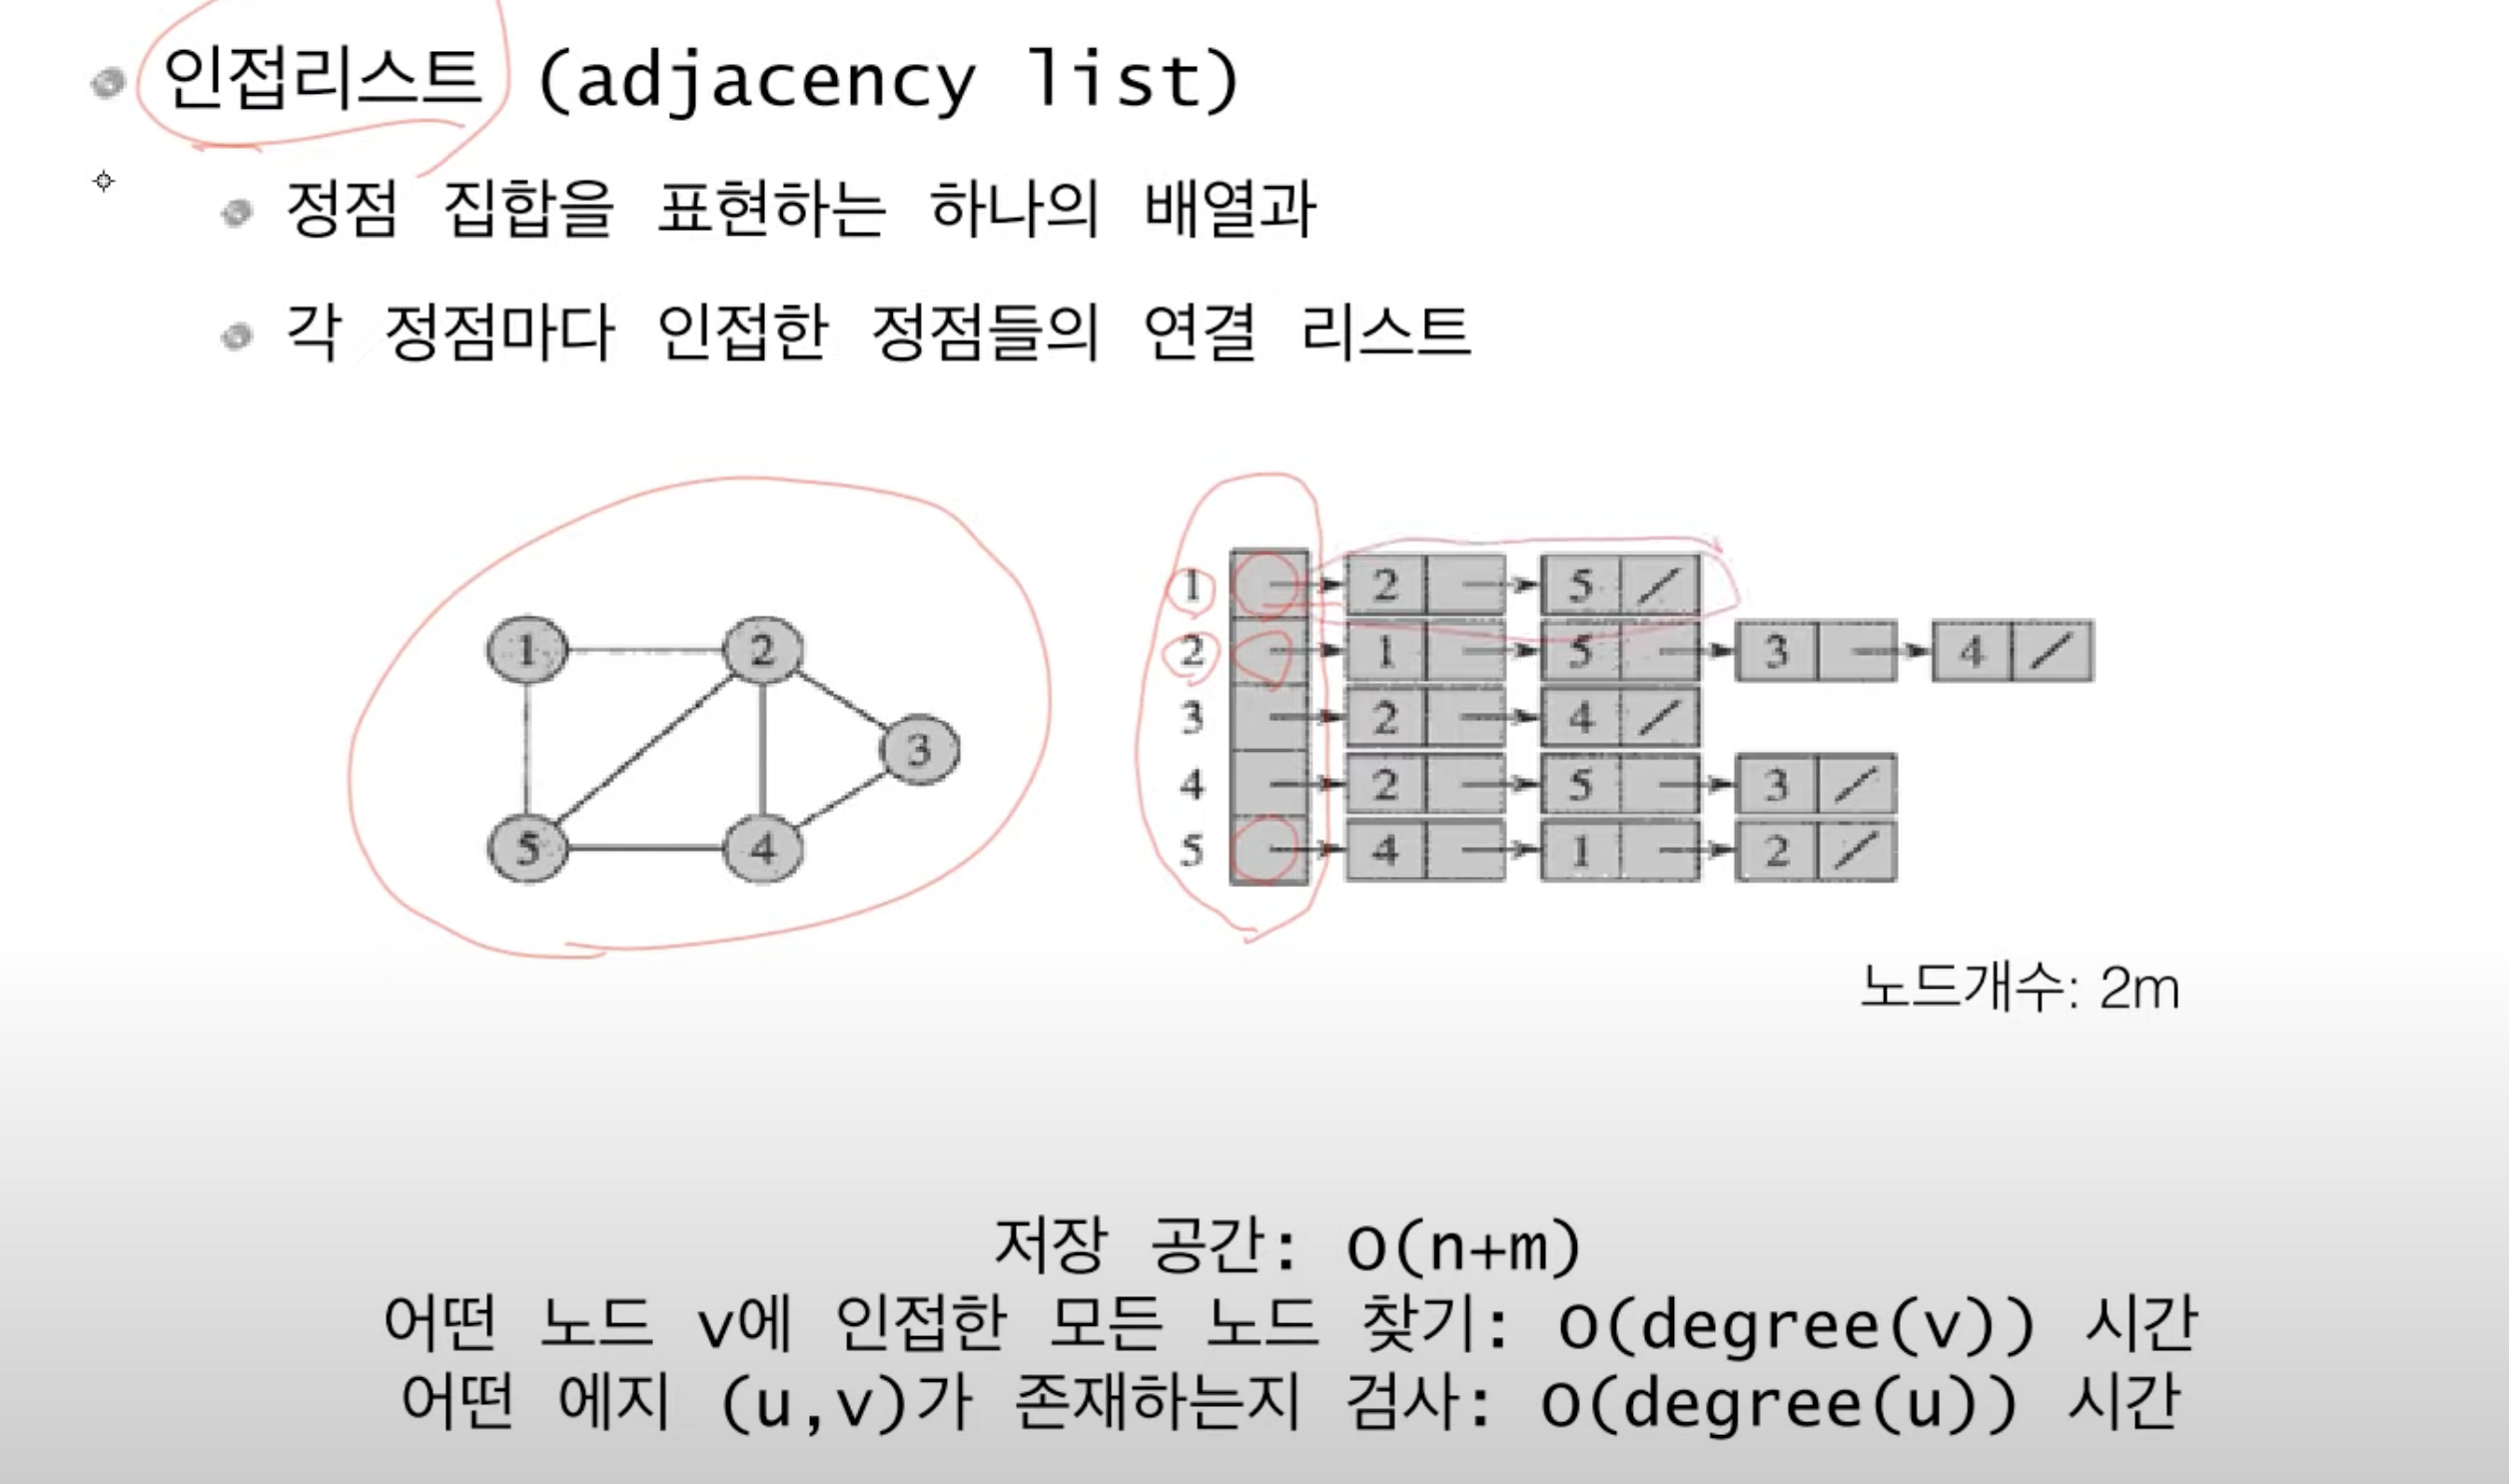 인접리스트 (adjacency list)
정점 집합을 표현하는 하나의 배열과
각 정점마다 인접한 정점들의 연결 리스트
1 2 3 4 5
1 2 5
2 1 5 3 4
3 2 4
4 2 5 3
5 4 1 2
노드개수: 2m
저장 공간: O(n+m)
어떤 노드 v에 인접한 모든 노드 찾기: O(degree(v)) 시간
어떤 에지 (u,v)가 존재하는지 검사: O(degree(u)) 시간